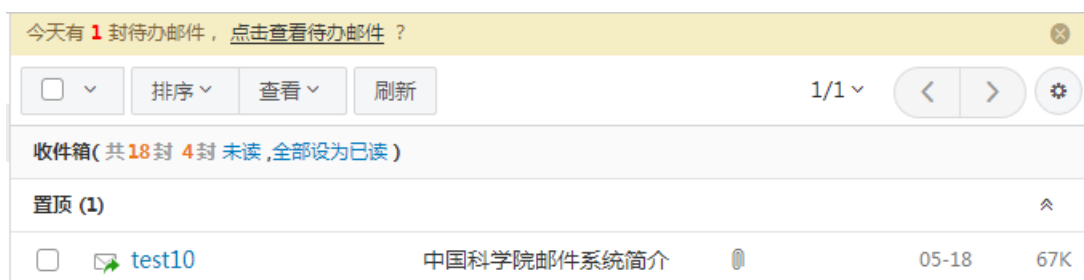 今天有 1 封待办邮件， 点击查看待办邮件 ？
排序 查看 刷新 1/1
收件箱( 共18封 4封 未读 ,全部设为已读 )
置顶 (1)
test10 中国科学院邮件系统简介 05-18 67K